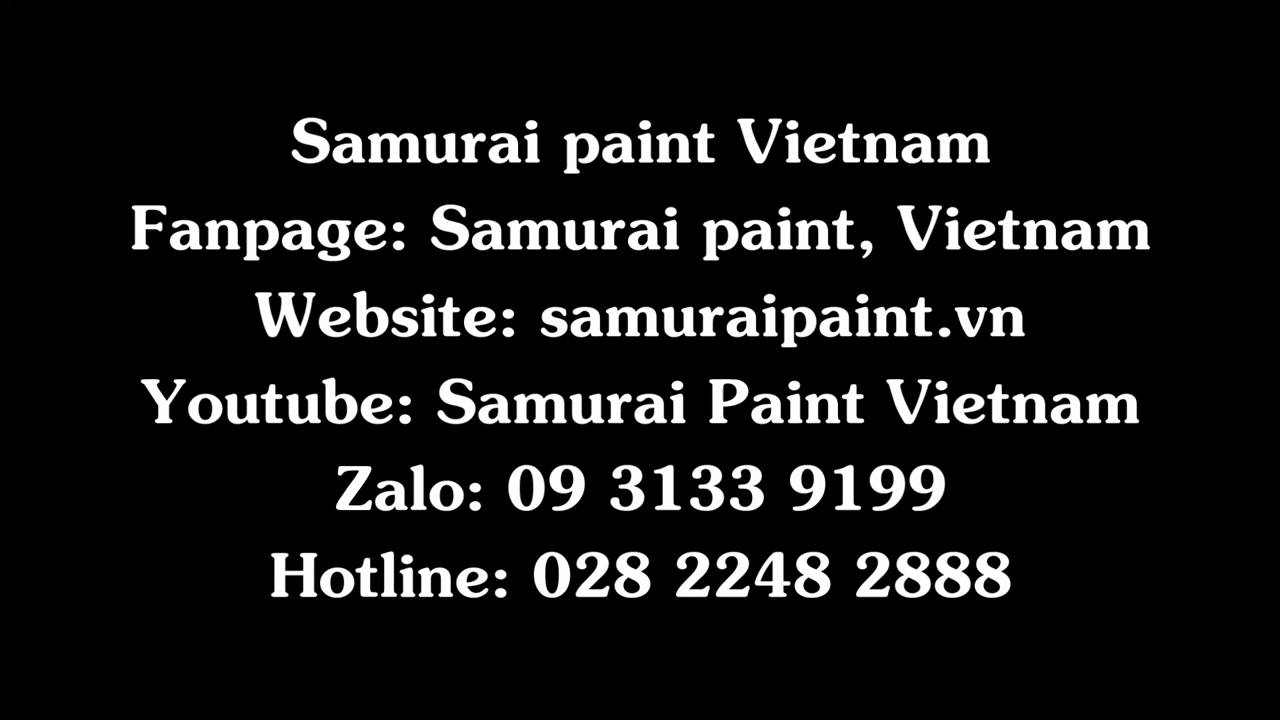 Samurai paint Vietnam
Fanpage: Samurai paint, Vietnam
Website: samuraipaint.vn
Youtube: Samurai Paint Vietnam
Zalo: 09 3133 9199
Hotline: 028 2248 2888